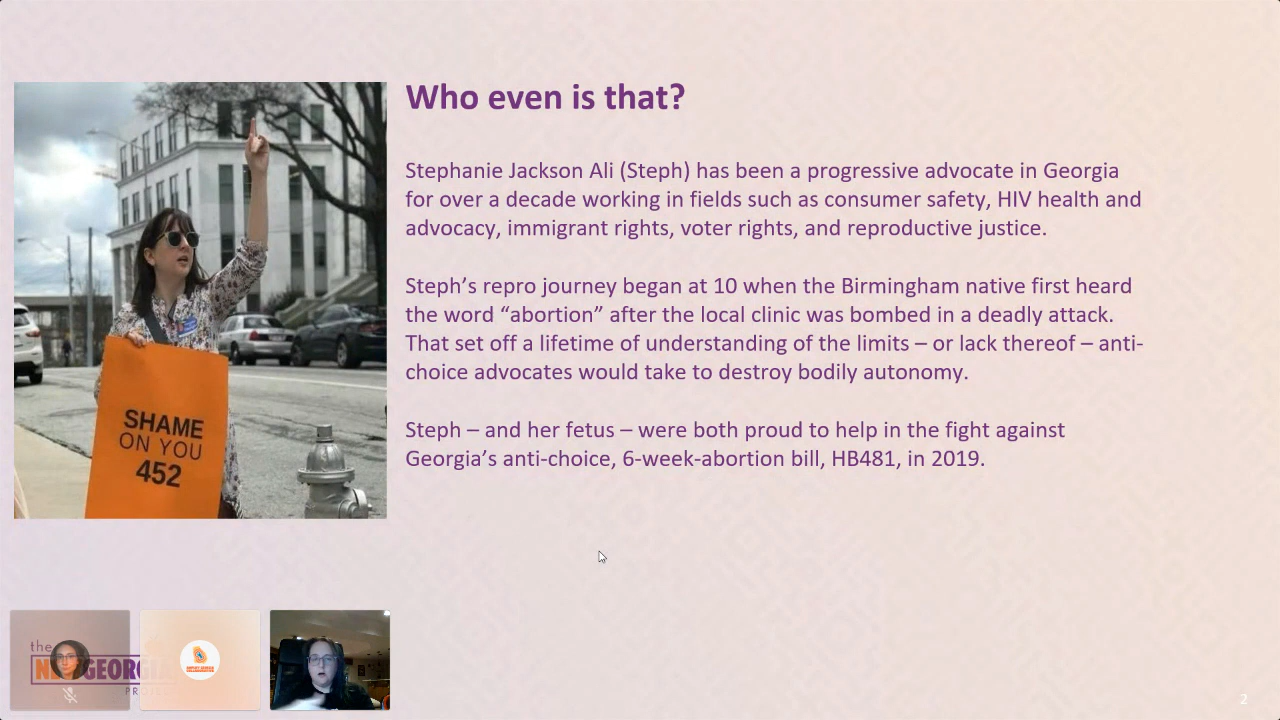 Who even is that?
Stephanie Jackson Ali (Steph) has been a progressive advocate in Georgia
for over a decade working in fields such as consumer safety, HIV health and
advocacy, immigrant rights, voter rights, and reproductive justice.
Steph’s repro journey began at 10 when the Birmingham native first heard
the word “abortion” after the local clinic was bombed in a deadly attack.
That set off a lifetime of understanding of the limits – or lack thereof – anti-
choice advocates would take to destroy bodily autonomy.
Steph – and her fetus – were both proud to help in the fight against
Georgia’s anti-choice, 6-week-abortion bill, HB481, in 2019.
SHAME
ON YOU
452
the
GEORGIA
2